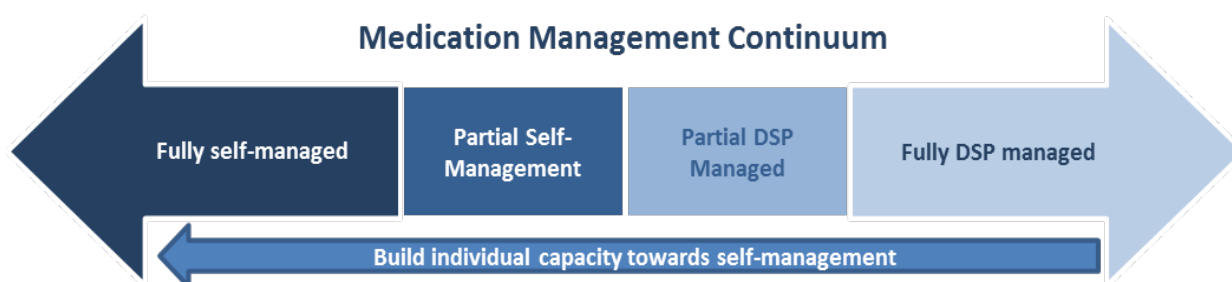 Medication Management Continuum
Fully self-managed
Partial Self-
Management
Partial DSP
Managed
Fully DSP managed
Build individual capacity towards self-management